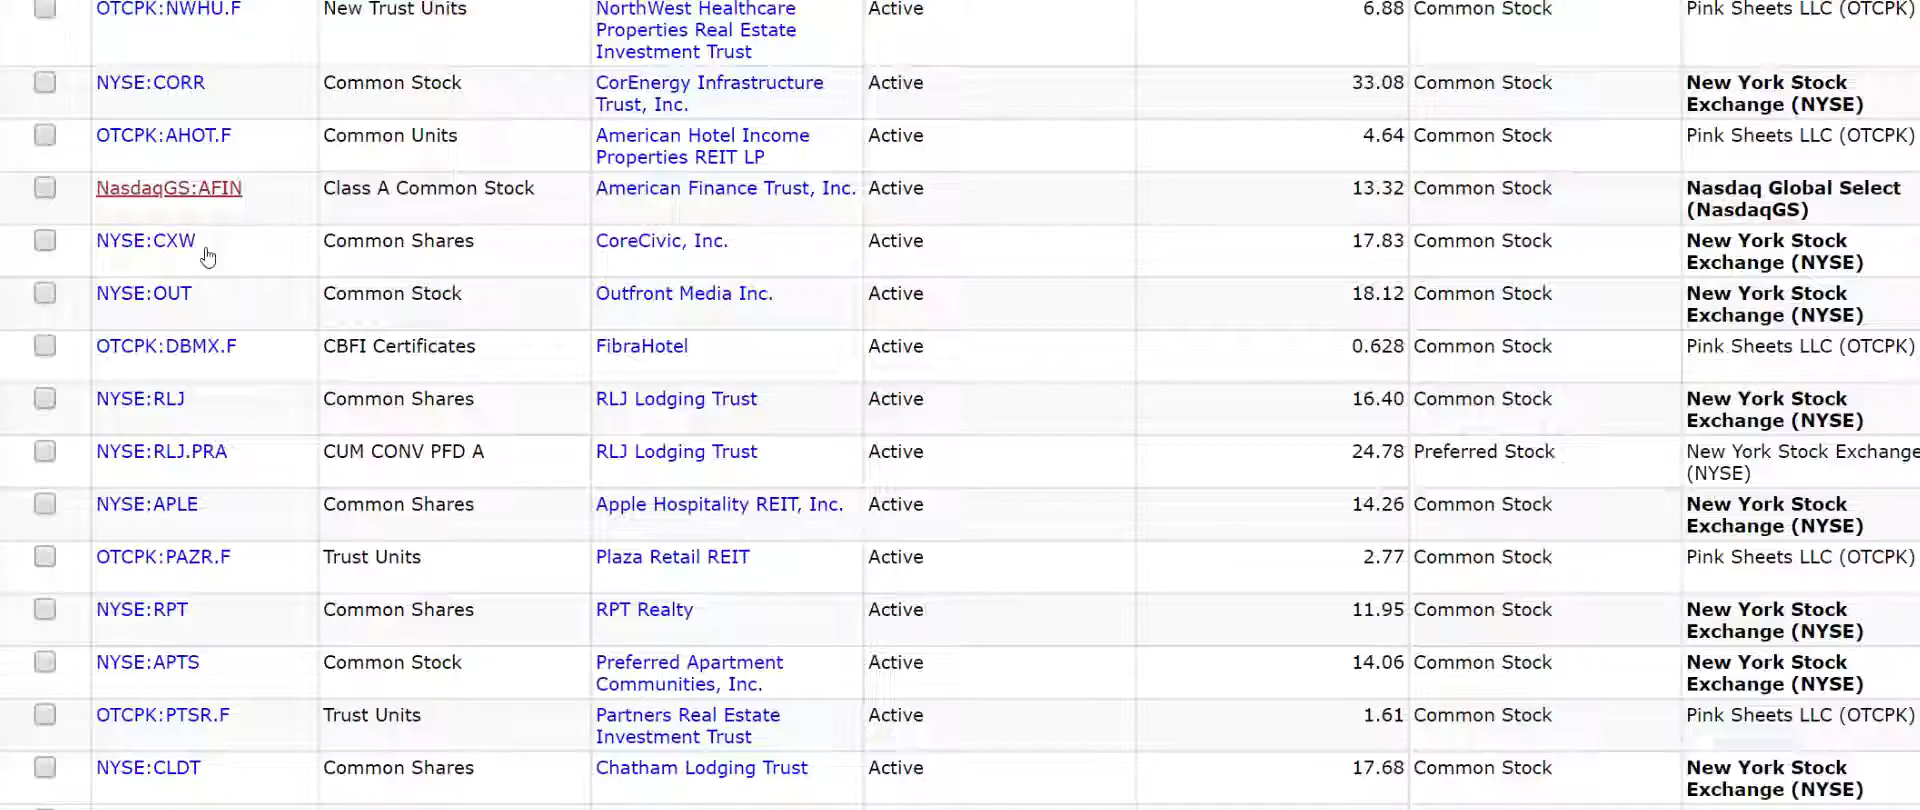 OTCPK:NWHU.F New Trust Units NorthWest Healthcare Active 6.88 Common Stock Pink Sheets LLC (OTCPK)
Properties Real Estate
Investment Trust
NYSE:CORR Common Stock CorEnergy Infrastructure Active 33.08 Common Stock New York Stock
Trust, Inc. Exchange (NYSE)
OTCPK:AHOT.F Common Units American Hotel Income Active 4.64 Common Stock Pink Sheets LLC (OTCPK)
Properties REIT LP
NasdaqGS:AFIN Class A Common Stock American Finance Trust, Inc. Active 13.32 Common Stock Nasdaq Global Select
(NasdaqGS)
NYSE:CXW Common Shares CoreCivic, Inc. Active 17.83 Common Stock New York Stock
Exchange (NYSE)
NYSE:OUT Common Stock Outfront Media Inc. Active 18.12 Common Stock New York Stock
Exchange (NYSE)
OTCPK:DBMX.F CBFI Certificates FibraHotel Active 0.628 Common Stock Pink Sheets LLC (OTCPK)
NYSE:RLJ Common Shares RLJ Lodging Trust Active 16.40 Common Stock New York Stock
Exchange (NYSE)
NYSE:RLJ.PRA CUM CONV PFD A RLJ Lodging Trust Active 24.78 Preferred Stock New York Stock Exchange
(NYSE)
NYSE:APLE Common Shares Apple Hospitality REIT, Inc. Active 14.26 Common Stock New York Stock
Exchange (NYSE)
OTCPK:PAZR.F Trust Units Plaza Retail REIT Active 2.77 Common Stock Pink Sheets LLC (OTCPK)
NYSE:RPT Common Shares RPT Realty Active 11.95 Common Stock New York Stock
Exchange (NYSE)
NYSE:APTS Common Stock Preferred Apartment Active 14.06 Common Stock New York Stock
Communities, Inc. Exchange (NYSE)
OTCPK:PTSR.F Trust Units Partners Real Estate Active 1.61 Common Stock Pink Sheets LLC (OTCPK)
Investment Trust
NYSE:CLDT Common Shares Chatham Lodging Trust Active 17.68 Common Stock New York Stock
Exchange (NYSE)